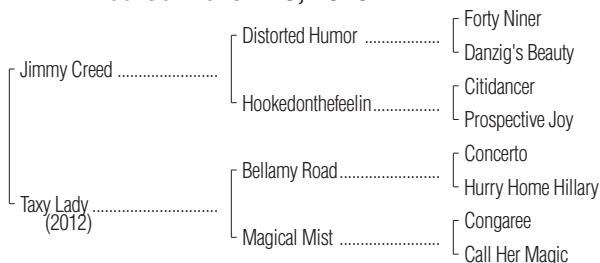 Forty Niner
Distorted Humor ..................
Danzig's Beauty
Jimmy Creed ........................
Citidancer
Hookedonthefeelin................
Prospective Joy
Concerto
Bellamy Road........................
Hurry Home Hillary
Taxy Lady ..............................
(2012)
Congaree
Magical Mist ........................
Call Her Magic